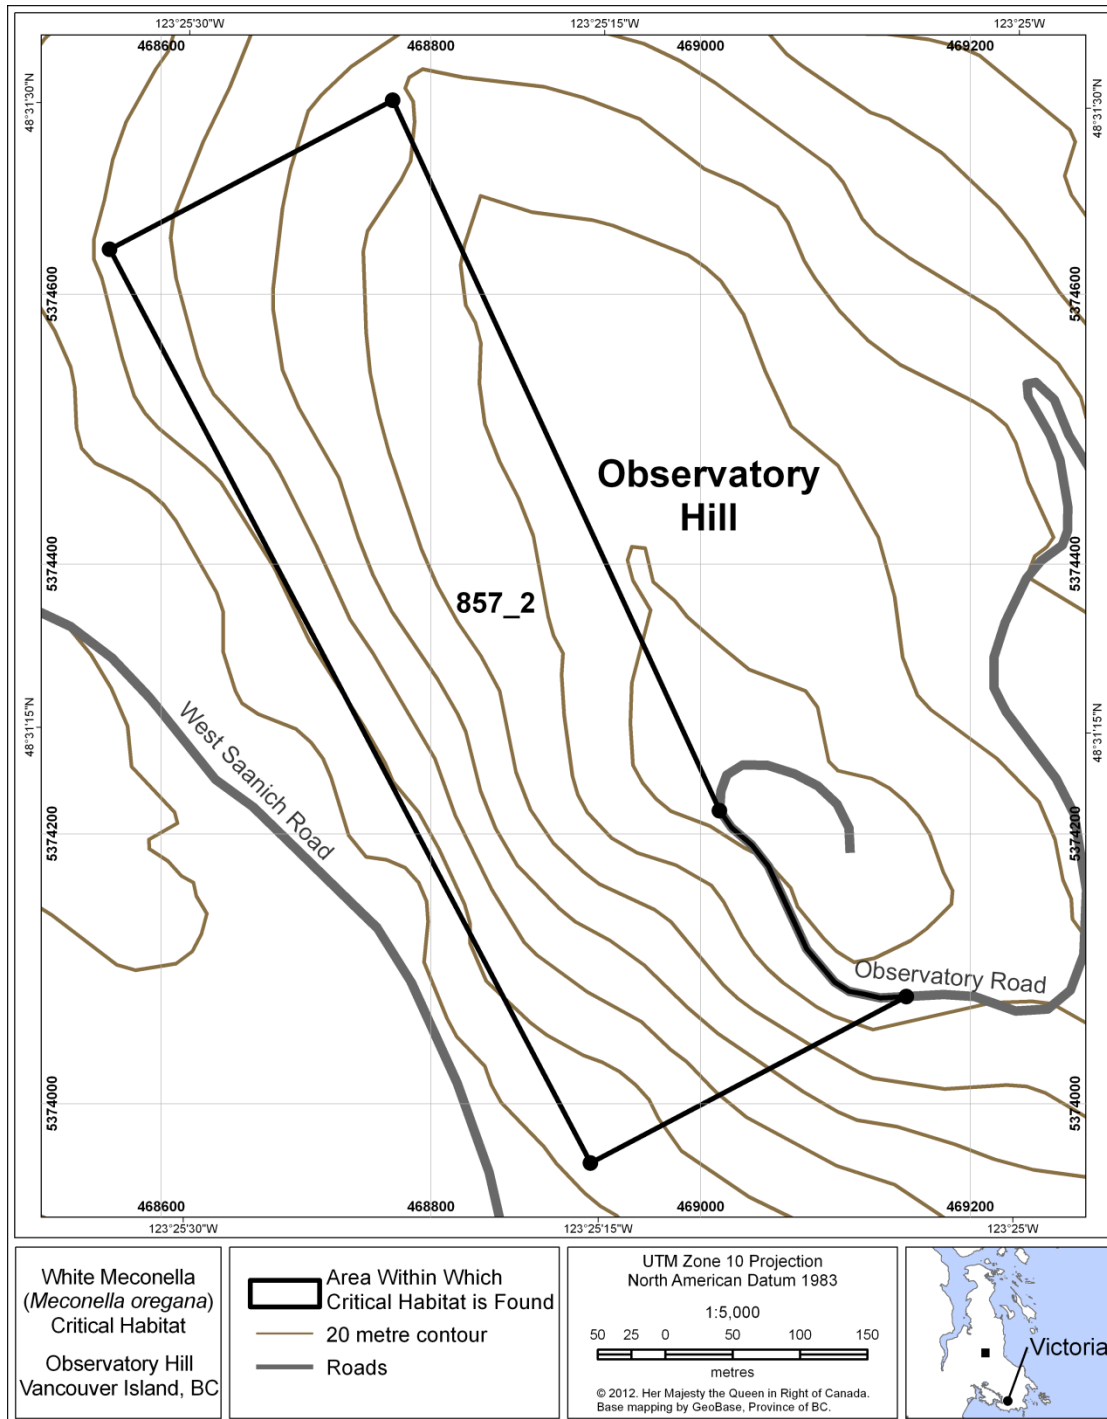 123°25'30"W 123°25'15"W 123°25'W
468600 468800 469000 469200
48°31'30"N 48°31'30"N
5374600 5374600
Observatory
Hill
5374400 5374400
857_2
48°31'15"N 48°31'15"N
West Saanich Road
5374200 5374200
Observatory Road
5374000 5374000
468600 468800 469000 469200
123°25'30"W 123°25'15"W 123°25'W
White Meconella
(Meconella oregana)
Critical Habitat
Observatory Hill
Vancouver Island, BC
Area Within Which
Critical Habitat is Found
20 metre contour
Roads
UTM Zone 10 Projection
North American Datum 1983
1:5,000
50 25 0 50 100 150
metres
© 2012. Her Majesty the Queen in Right of Canada.
Base mapping by GeoBase, Province of BC.
Victoria